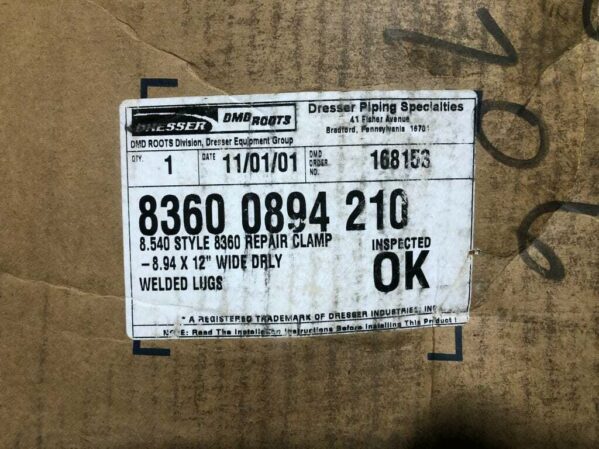 DRESSER DMD ROOTS
DMD ROOTS Division, Dresser Equipment Group
Dresser Piping Specialties
41 Fisher Avenue
Bradford, Pennsylvania 16701
QTY. 1 DATE 11/01/01 DMD ORDER NO. 168153
8360 0894 210
8.540 STYLE 8360 REPAIR CLAMP
- 8.94 X 12" WIDE DRLY
WELDED LUGS
INSPECTED
OK
* A REGISTERED TRADEMARK OF DRESSER INDUSTRIES, INC
NOTE: Read The Installation Instructions Before Installing This Product !